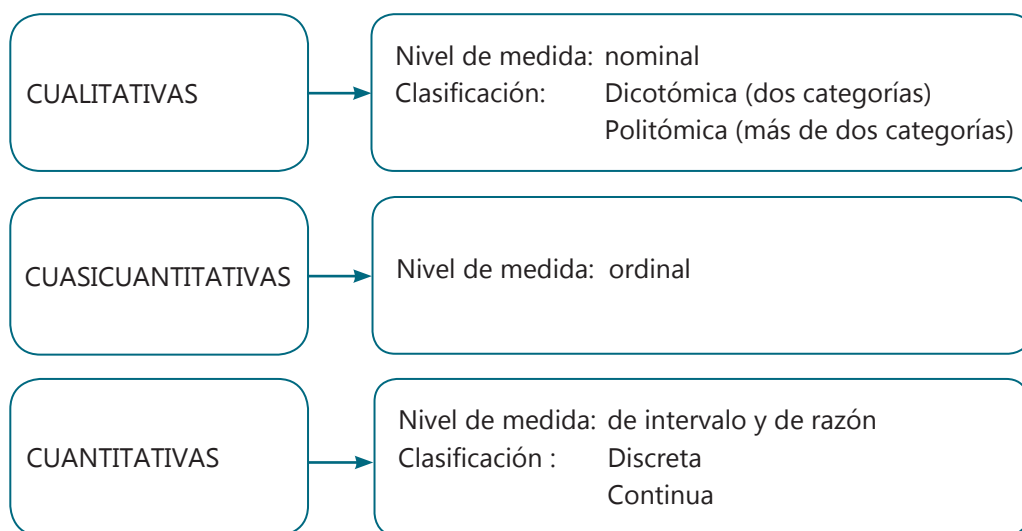 CUALITATIVAS
Nivel de medida: nominal
Clasificación: Dicotómica (dos categorías)
Politómica (más de dos categorías)
CUASICUANTITATIVAS
Nivel de medida: ordinal
CUANTITATIVAS
Nivel de medida: de intervalo y de razón
Clasificación : Discreta
Continua